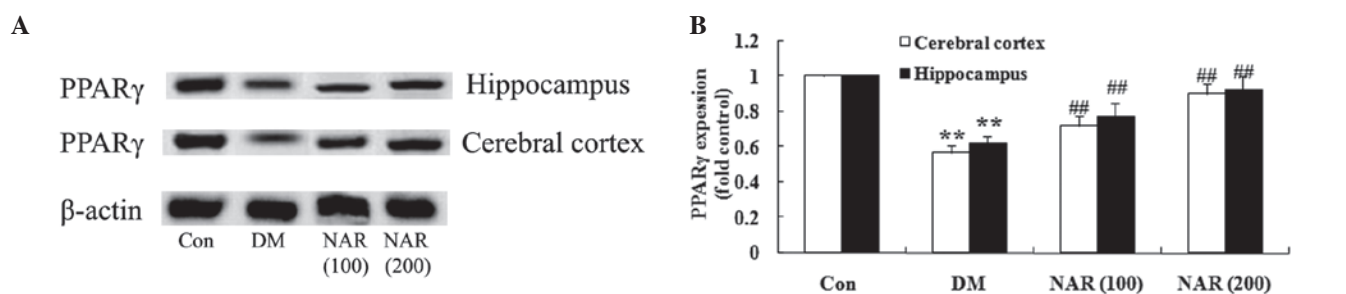 A
PPARγ
Hippocampus
PPARγ
Cerebral cortex
β-actin
Con DM NAR NAR
(100) (200)
B
PPARγ expesion
(fold control)
1.2
1
0.8
0.6
0.4
0.2
0
Cerebral cortex
Hippocampus
** **
## ##
## ##
Con DM NAR (100) NAR (200)